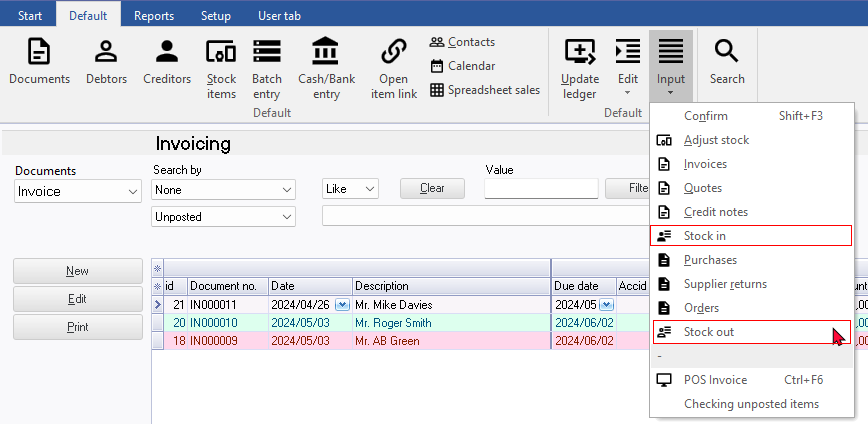 Start Default Reports Setup User tab
Documents Debtors Creditors Stock items Batch entry Cash/Bank entry Open item link
Contacts
Calendar
Spreadsheet sales
Update ledger Edit Input Search
Default Default
Invoicing
Documents Search by Value
Invoice None Like Clear Filte
Unposted
New
Edit
Print
id Document no. Date Description Due date Accid
21 IN000011 2024/04/26 Mr. Mike Davies 2024/05
20 IN000010 2024/05/03 Mr. Roger Smith 2024/06/02
18 IN000009 2024/05/03 Mr. AB Green 2024/06/02
Confirm Shift+F3
Adjust stock
Invoices
Quotes
Credit notes
Stock in
Purchases
Supplier returns
Orders
Stock out
-
POS Invoice Ctrl+F6
Checking unposted items